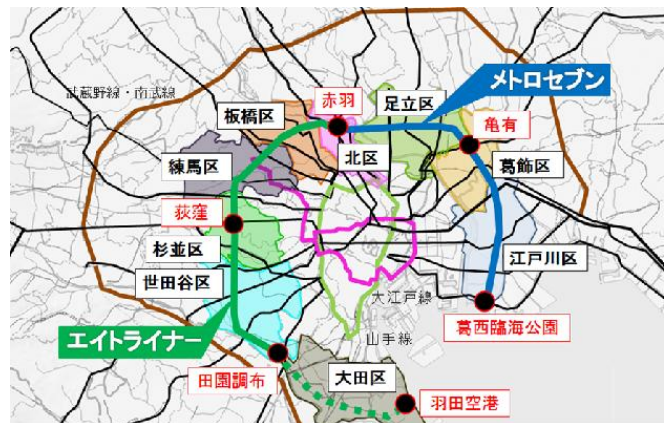 メトロセブン
赤羽
足立区
武蔵野線・南武線
板橋区
亀有
北区
練馬区
葛飾区
荻窪
杉並区
江戸川区
世田谷区
大江戸線
葛西臨海公園
エイトライナー
山手線
田園調布
大田区
羽田空港